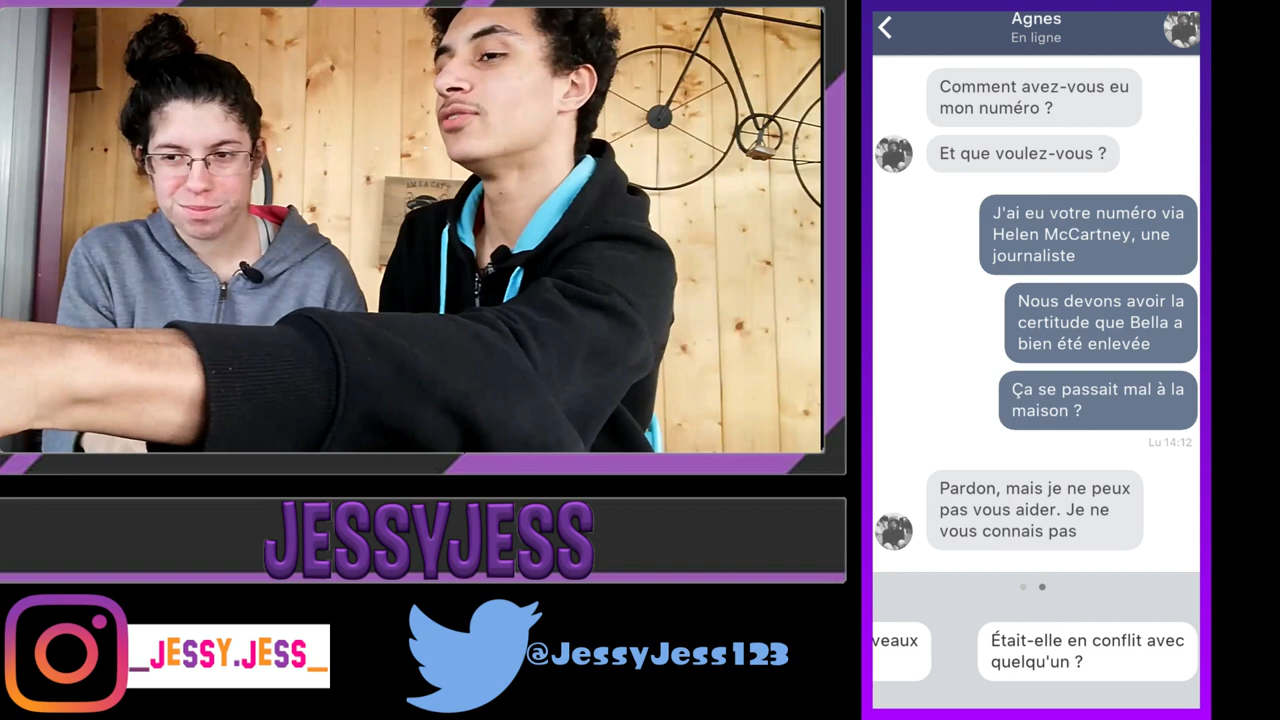 Agnes
En ligne
Comment avez-vous eu
mon numéro ?
Et que voulez-vous ?
J'ai eu votre numéro via
Helen McCartney, une
journaliste
Nous devons avoir la
certitude que Bella a
bien été enlevée
Ça se passait mal à la
maison ?
Lu 14:12
Pardon, mais je ne peux
pas vous aider. Je ne
vous connais pas
veaux
Était-elle en conflit avec
quelqu'un ?
JESSYJESS
_JESSY.JESS_
@JessyJess123